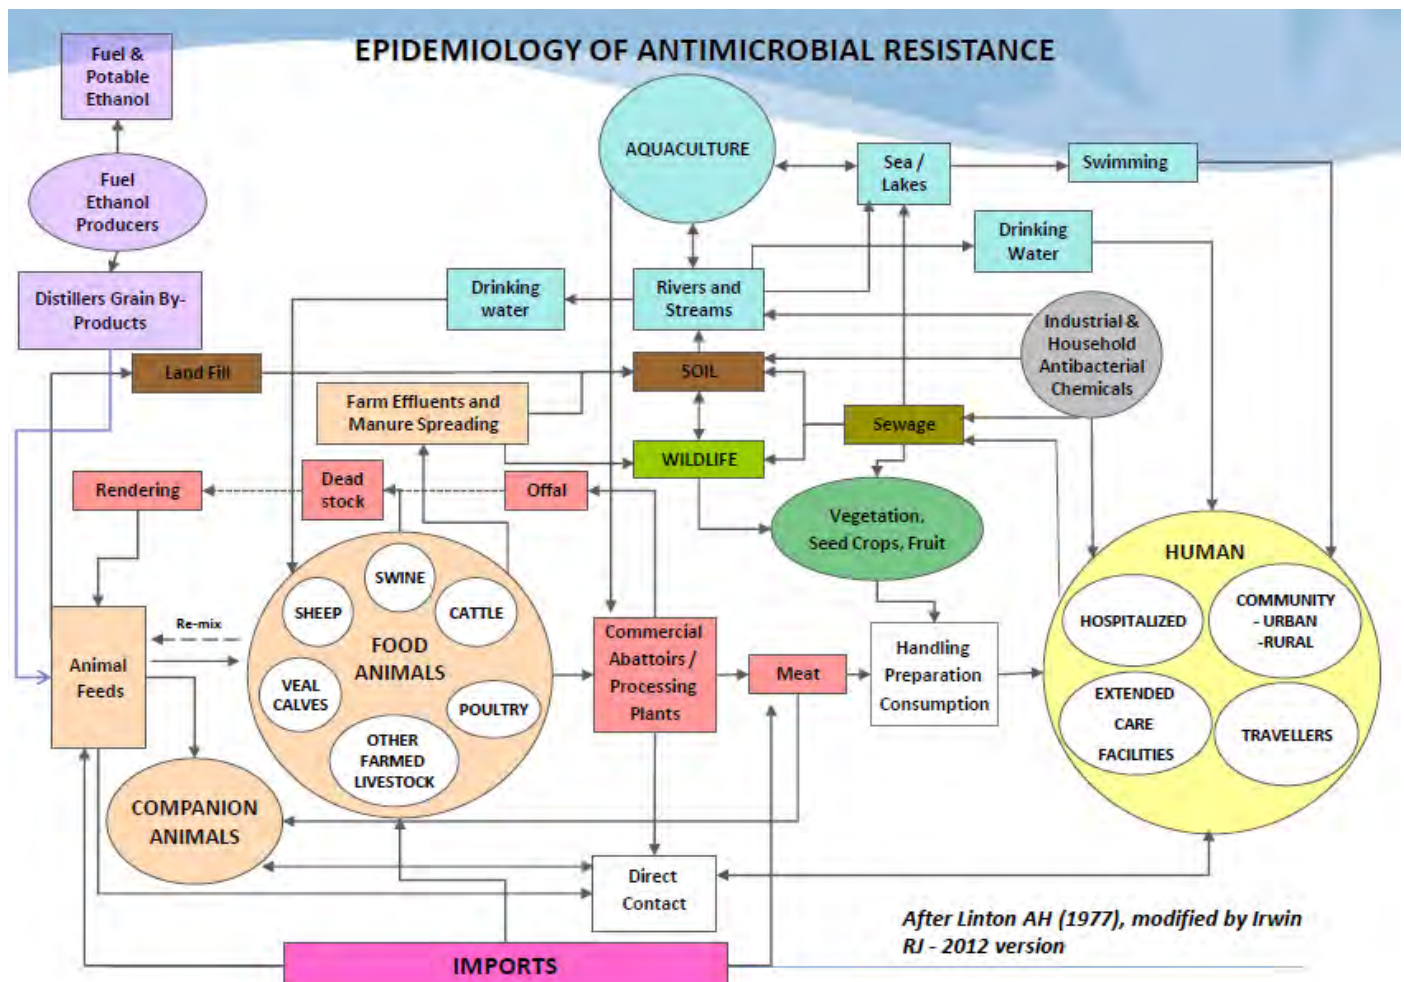 EPIDEMIOLOGY OF ANTIMICROBIAL RESISTANCE
Fuel &
Potable
Ethanol
Fuel
Ethanol
Producers
Distillers Grain By-
Products
AQUACULTURE
Sea /
Lakes
Swimming
Drinking
Water
Drinking
water
Rivers and
Streams
Industrial &
Household
Antibacterial
Chemicals
Land Fill
SOIL
Farm Effluents and
Manure Spreading
Sewage
WILDLIFE
Rendering
Dead
stock
Offal
Vegetation,
Seed Crops, Fruit
HUMAN
HOSPITALIZED
COMMUNITY
- URBAN
-RURAL
EXTENDED
CARE
FACILITIES
TRAVELLERS
SWINE
SHEEP
CATTLE
FOOD
ANIMALS
VEAL
CALVES
POULTRY
OTHER
FARMED
LIVESTOCK
Re-mix
Animal
Feeds
Commercial
Abattoirs /
Processing
Plants
Meat
Handling
Preparation
Consumption
COMPANION
ANIMALS
Direct
Contact
After Linton AH (1977), modified by Irwin
RJ - 2012 version
IMPORTS